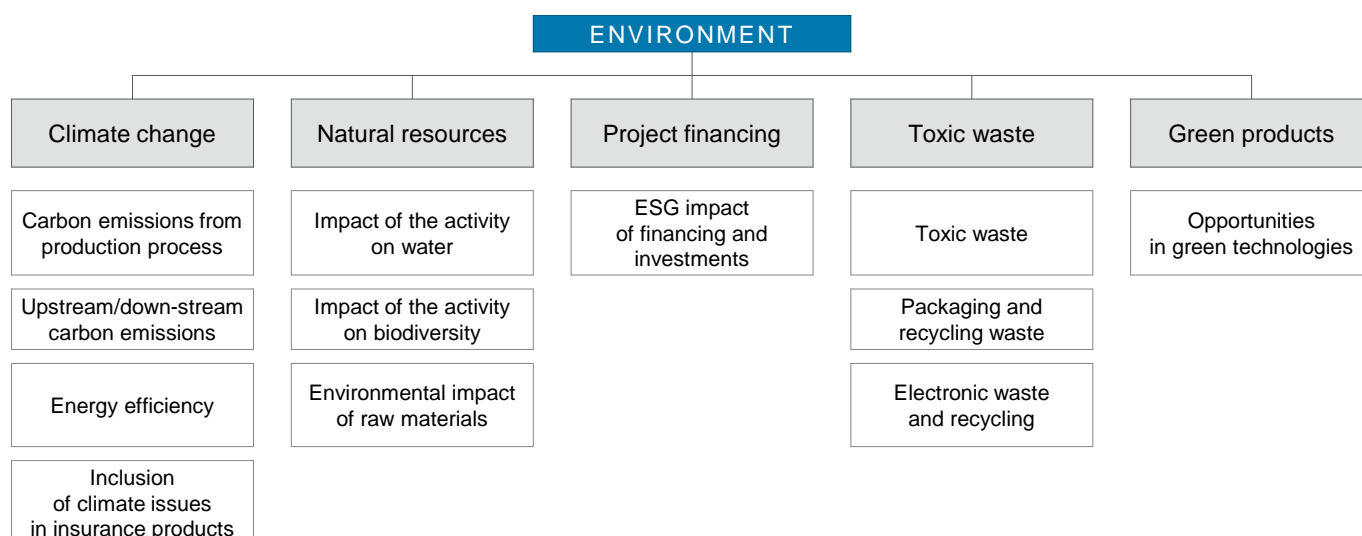 ENVIRONMENT
Climate change
Natural resources
Project financing
Toxic waste
Green products
Carbon emissions from
production process
Impact of the activity
on water
ESG impact
of financing and
investments
Toxic waste
Opportunities
in green technologies
Upstream/down-stream
carbon emissions
Impact of the activity
on biodiversity
Packaging and
recycling waste
Energy efficiency
Environmental impact
of raw materials
Electronic waste
and recycling
Inclusion
of climate issues
in insurance products